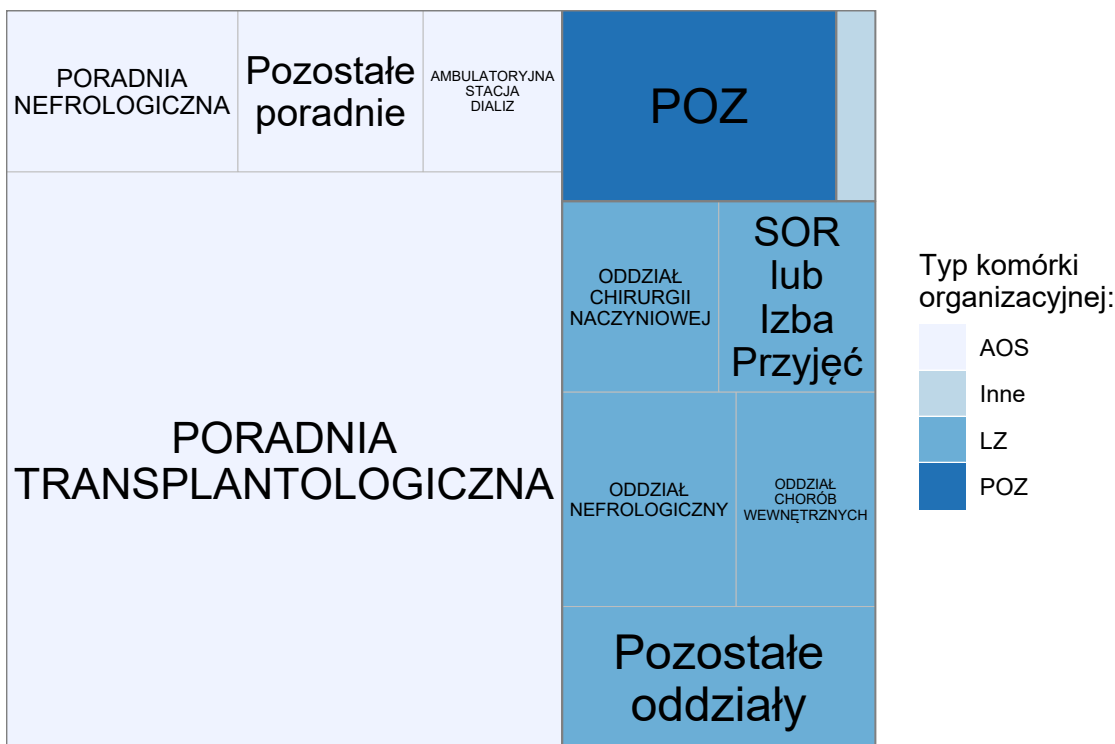 PORADNIA
NEFROLOGICZNA
Pozostałe
poradnie
AMBULATORYJNA
STACJA
DIALIZ
PORADNIA
TRANSPLANTOLOGICZNA
POZ
ODDZIAŁ
CHIRURGII
NACZYNIOWEJ
SOR
lub
Izba
Przyjęć
ODDZIAŁ
NEFROLOGICZNY
ODDZIAŁ
CHORÓB
WEWNĘTRZNYCH
Pozostałe
oddziały
Typ komórki
organizacyjnej:
AOS
Inne
LZ
POZ